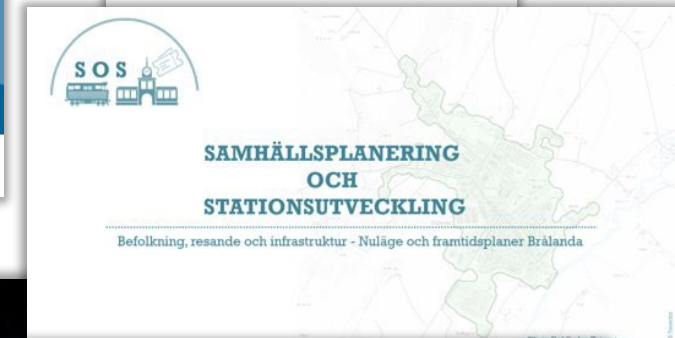 SOS
SAMHÄLLSPLANERING
OCH
STATIONSUTVECKLING
Befolkning, resande och infrastruktur - Nuläge och framtidsplaner Brålanda